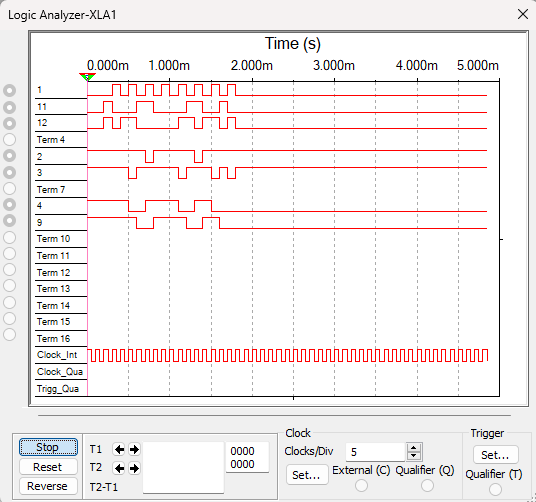 Logic Analyzer-XLA1
Time (s)
0.000m 1.000m 2.000m 3.000m 4.000m 5.000m
1
11
12
Term 4
2
3
Term 7
4
9
Term 10
Term 11
Term 12
Term 13
Term 14
Term 15
Term 16
Clock_Int
Clock_Qua
Trigg_Qua
Stop
Reset
Reverse
T1
T2
T2-T1
0000
0000
Clock
Clocks/Div 5
Set... External (C) Qualifier (Q)
Trigger
Set...
Qualifier (T)